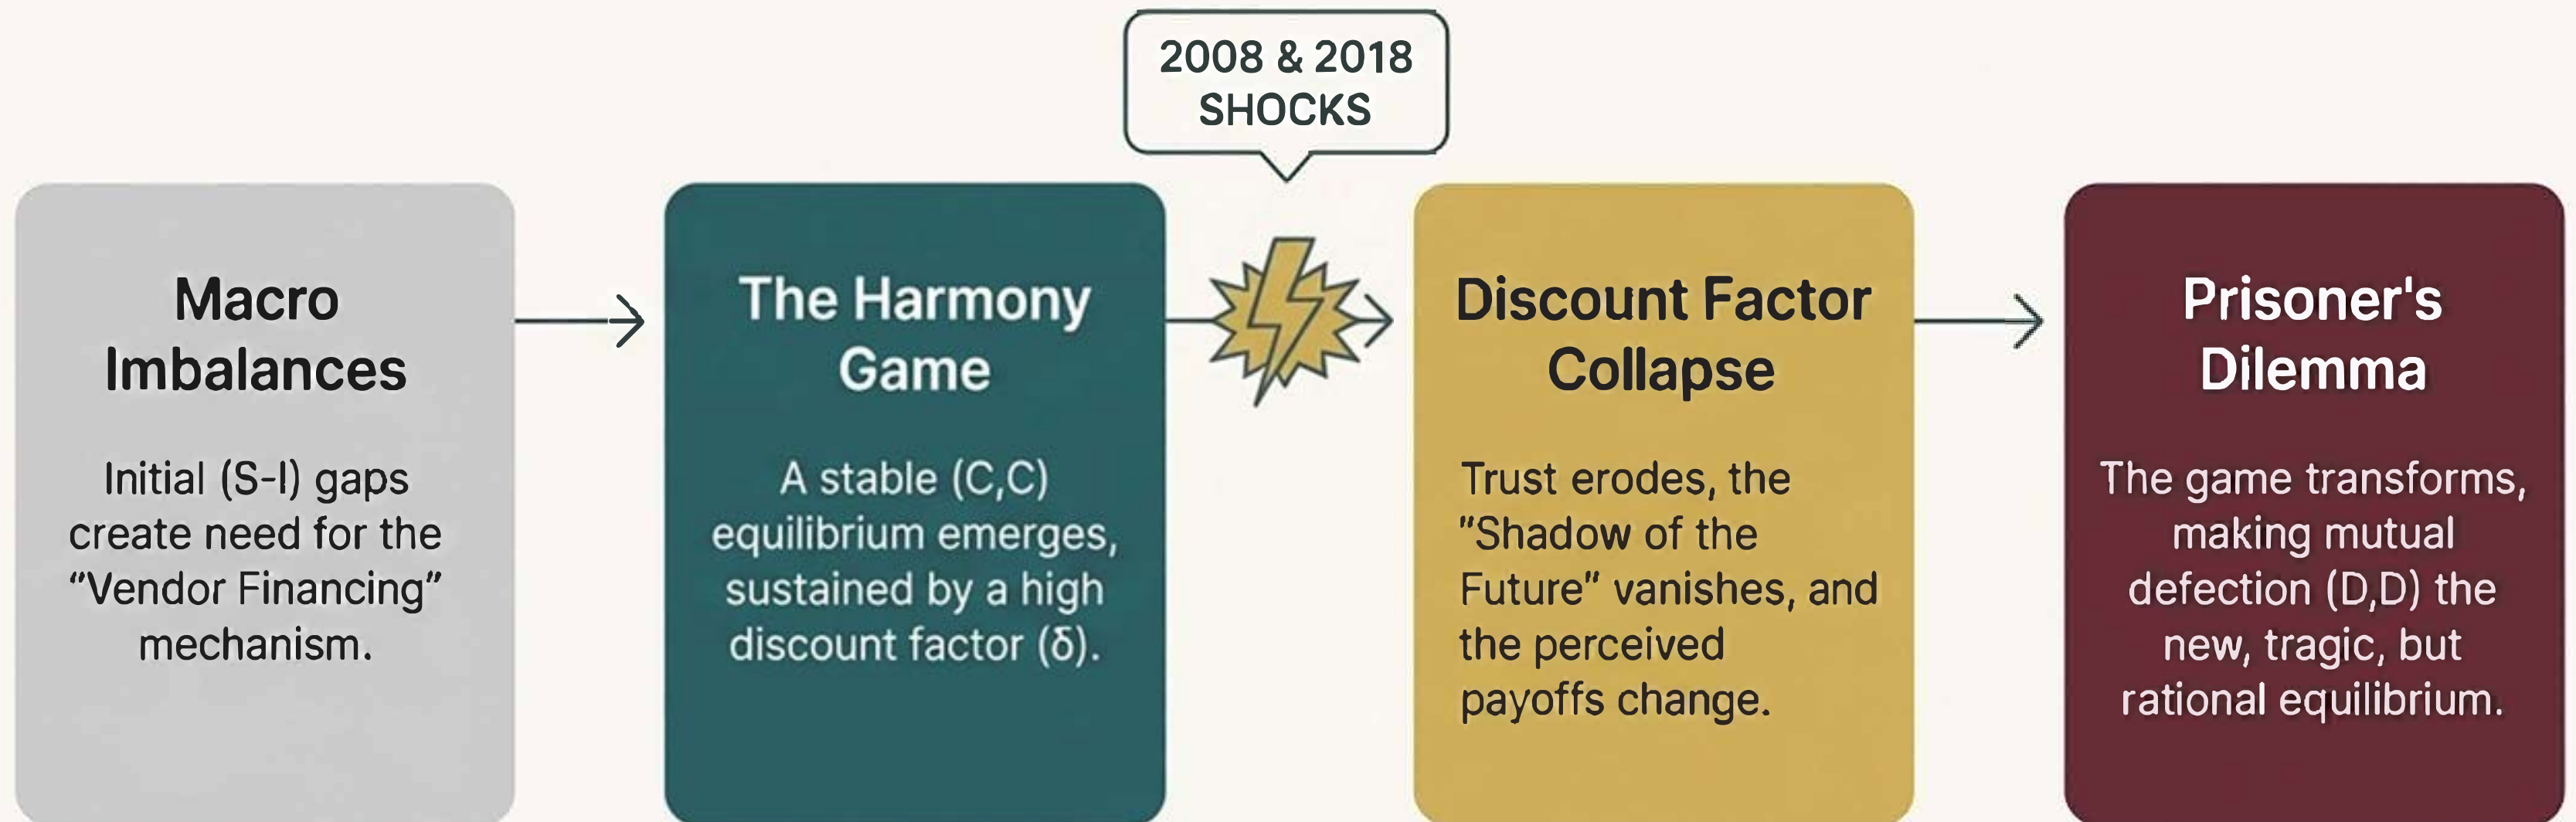 2008 & 2018
SHOCKS
Macro
Imbalances
Initial (S-I) gaps
create need for the
“Vendor Financing”
mechanism.
The Harmony
Game
A stable (C,C)
equilibrium emerges,
sustained by a high
discount factor (δ).
Discount Factor
Collapse
Trust erodes, the
"Shadow of the
Future" vanishes, and
the perceived
payoffs change.
Prisoner's
Dilemma
The game transforms,
making mutual
defection (D,D) the
new, tragic, but
rational equilibrium.